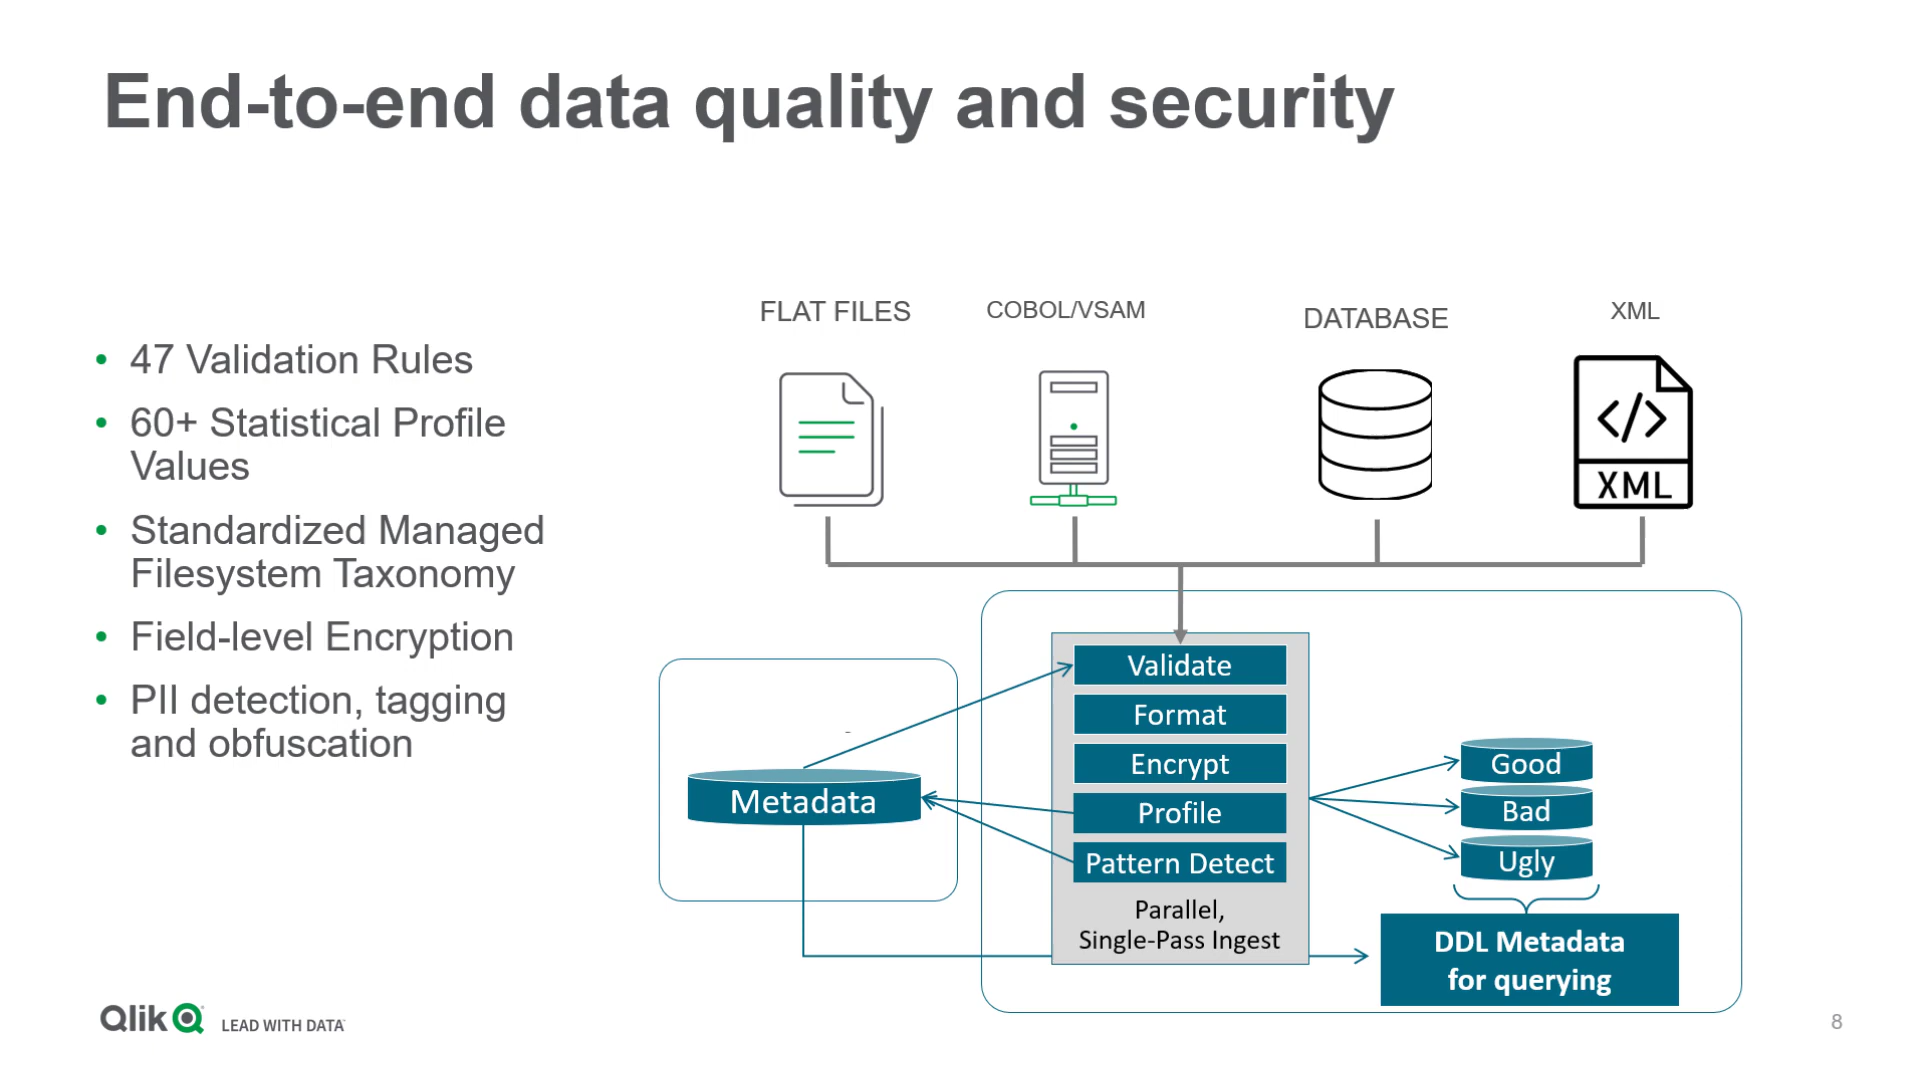 End-to-end data quality and security
• 47 Validation Rules
• 60+ Statistical Profile
Values
• Standardized Managed
Filesystem Taxonomy
• Field-level Encryption
• PII detection, tagging
and obfuscation
FLAT FILES
COBOL/VSAM
DATABASE
XML
</>
XML
Validate
Format
Encrypt
Profile
Pattern Detect
Parallel,
Single-Pass Ingest
Metadata
Good
Bad
Ugly
DDL Metadata
for querying
Qlik
LEAD WITH DATA™
8